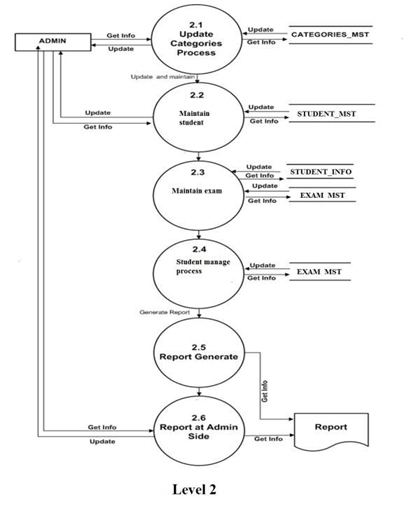 2.1
Update
Categories
Process
ADMIN
Get Info
Update
Update
Get Info
CATEGORIES_MST
Update and maintain
2.2
Maintain
student
Update
Get Info
Update
Get Info
STUDENT_MST
2.3
Maintain exam
Update
Get Info
STUDENT_INFO
Update
Get Info
EXAM MST
2.4
Student manage
process
Update
Get Info
EXAM MST
Generate Report
2.5
Report Generate
Get Info
2.6
Report at Admin
Side
Get Info
Update
Get Info
Report
Level 2